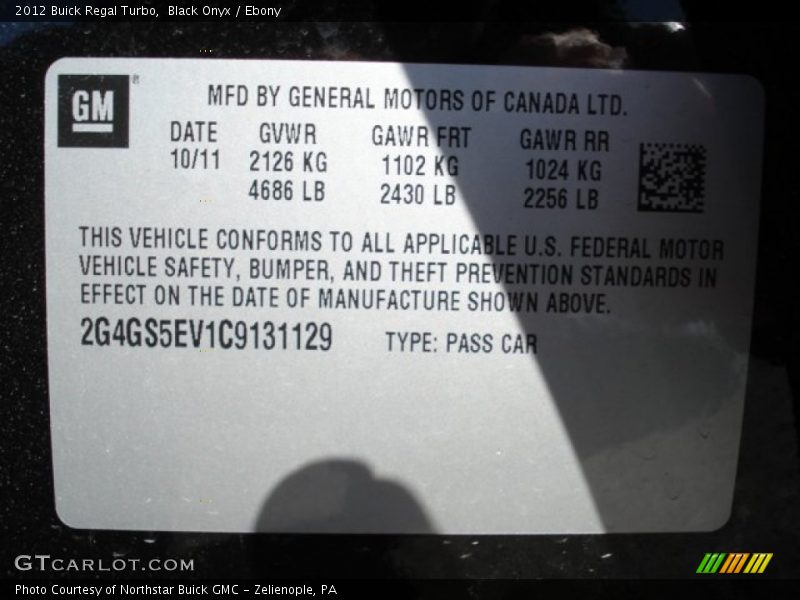 2012 Buick Regal Turbo,  Black Onyx / Ebony
GM ®
MFD BY GENERAL MOTORS OF CANADA LTD.
DATE GVWR GAWR FRT GAWR RR
10/11 2126 KG 1102 KG 1024 KG
4686 LB 2430 LB 2256 LB
THIS VEHICLE CONFORMS TO ALL APPLICABLE U.S. FEDERAL MOTOR
VEHICLE SAFETY, BUMPER, AND THEFT PREVENTION STANDARDS IN
EFFECT ON THE DATE OF MANUFACTURE SHOWN ABOVE.
2G4GS5EV1C9131129 TYPE: PASS CAR
GTCARLOT.COM
Photo Courtesy of Northstar Buick GMC - Zelienople, PA